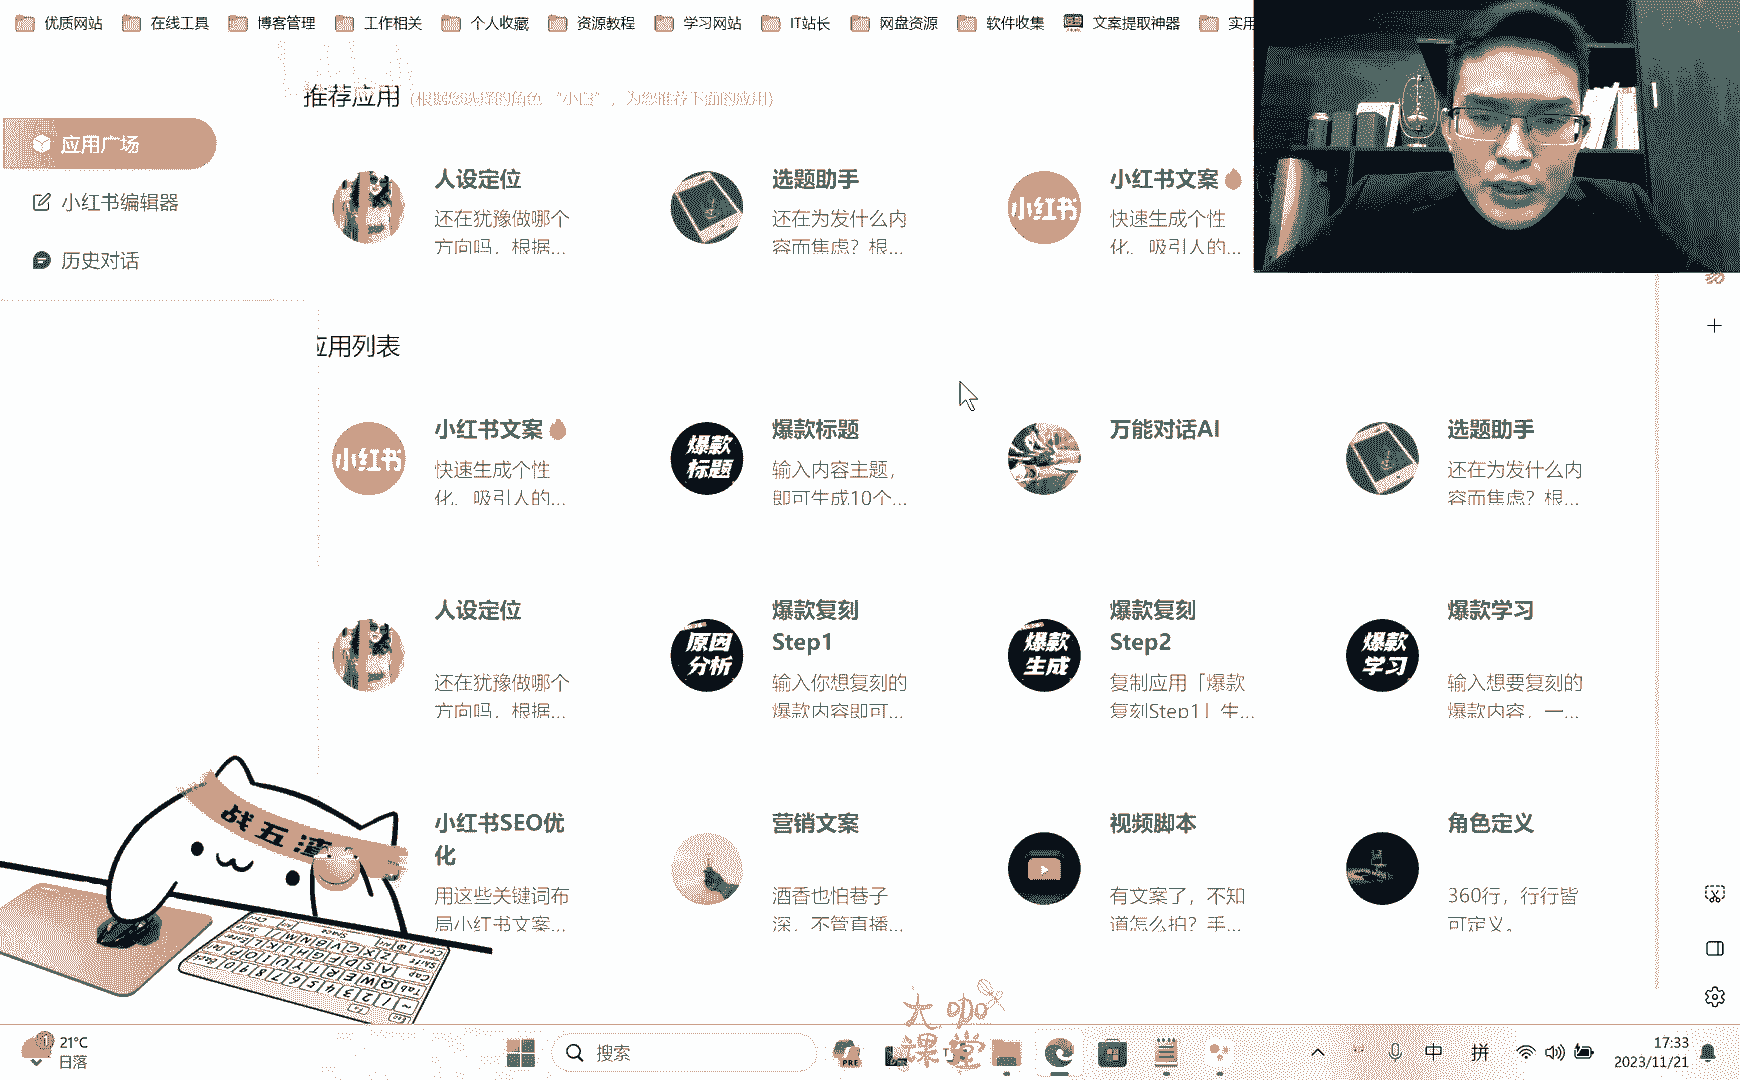 优质网站
在线工具
博客管理
工作相关
个人收藏
资源教程
学习网站
IT站长
网盘资源
软件收集
文案提取神器
实用
推荐应用 (根据您选择的角色 “小白” ，为您推荐下面的应用)
应用广场
小红书编辑器
历史对话
人设定位
还在犹豫做哪个
方向吗，根据...
选题助手
还在为发什么内
容而焦虑？根...
小红书
小红书文案
快速生成个性
化、吸引人的...
应用列表
小红书
小红书文案
快速生成个性
化、吸引人的...
爆款
标题
爆款标题
输入内容主题，
即可生成10个...
万能对话AI
选题助手
还在为发什么内
容而焦虑？根...
人设定位
还在犹豫做哪个
方向吗，根据...
原因
分析
爆款复刻
Step1
输入你想复刻的
爆款内容即可...
爆款
生成
爆款复刻
Step2
复制应用「爆款
复刻Step1」生...
爆款
学习
爆款学习
输入想要复刻的
爆款内容，一...
小红书SEO优
化
用这些关键词布
局小红书文案...
营销文案
酒香也怕巷子
深，不管直播...
视频脚本
有文案了，不知
道怎么拍？手...
角色定义
360行，行行皆
可定义。
战五渣
大咖
课堂
21°C
日落
搜索
PRE
中
拼
17:33
2023/11/21